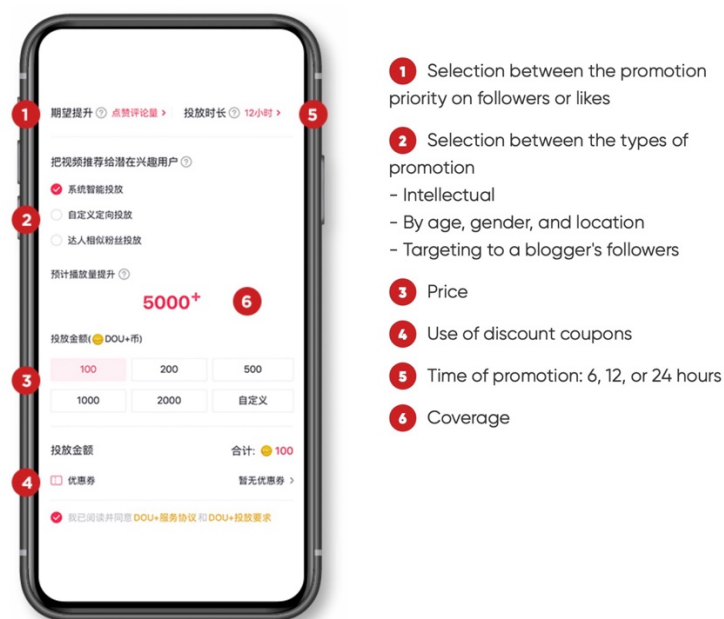 1 期望提升 ? 点赞评论量 > 投放时长 ? 12小时 > 5
把视频推荐给潜在兴趣用户 ?
系统智能投放
2 自定义定向投放
达人相似粉丝投放
预计播放量提升 ?
5000+ 6
投放金额(DOU+币)
100 200 500
3
1000 2000 自定义
投放金额 合计: 100
4 优惠券 暂无优惠券 >
我已阅读并同意 DOU+服务协议 和 DOU+投放要求
1 Selection between the promotion
priority on followers or likes
2 Selection between the types of
promotion
- Intellectual
- By age, gender, and location
- Targeting to a blogger's followers
3 Price
4 Use of discount coupons
5 Time of promotion: 6, 12, or 24 hours
6 Coverage